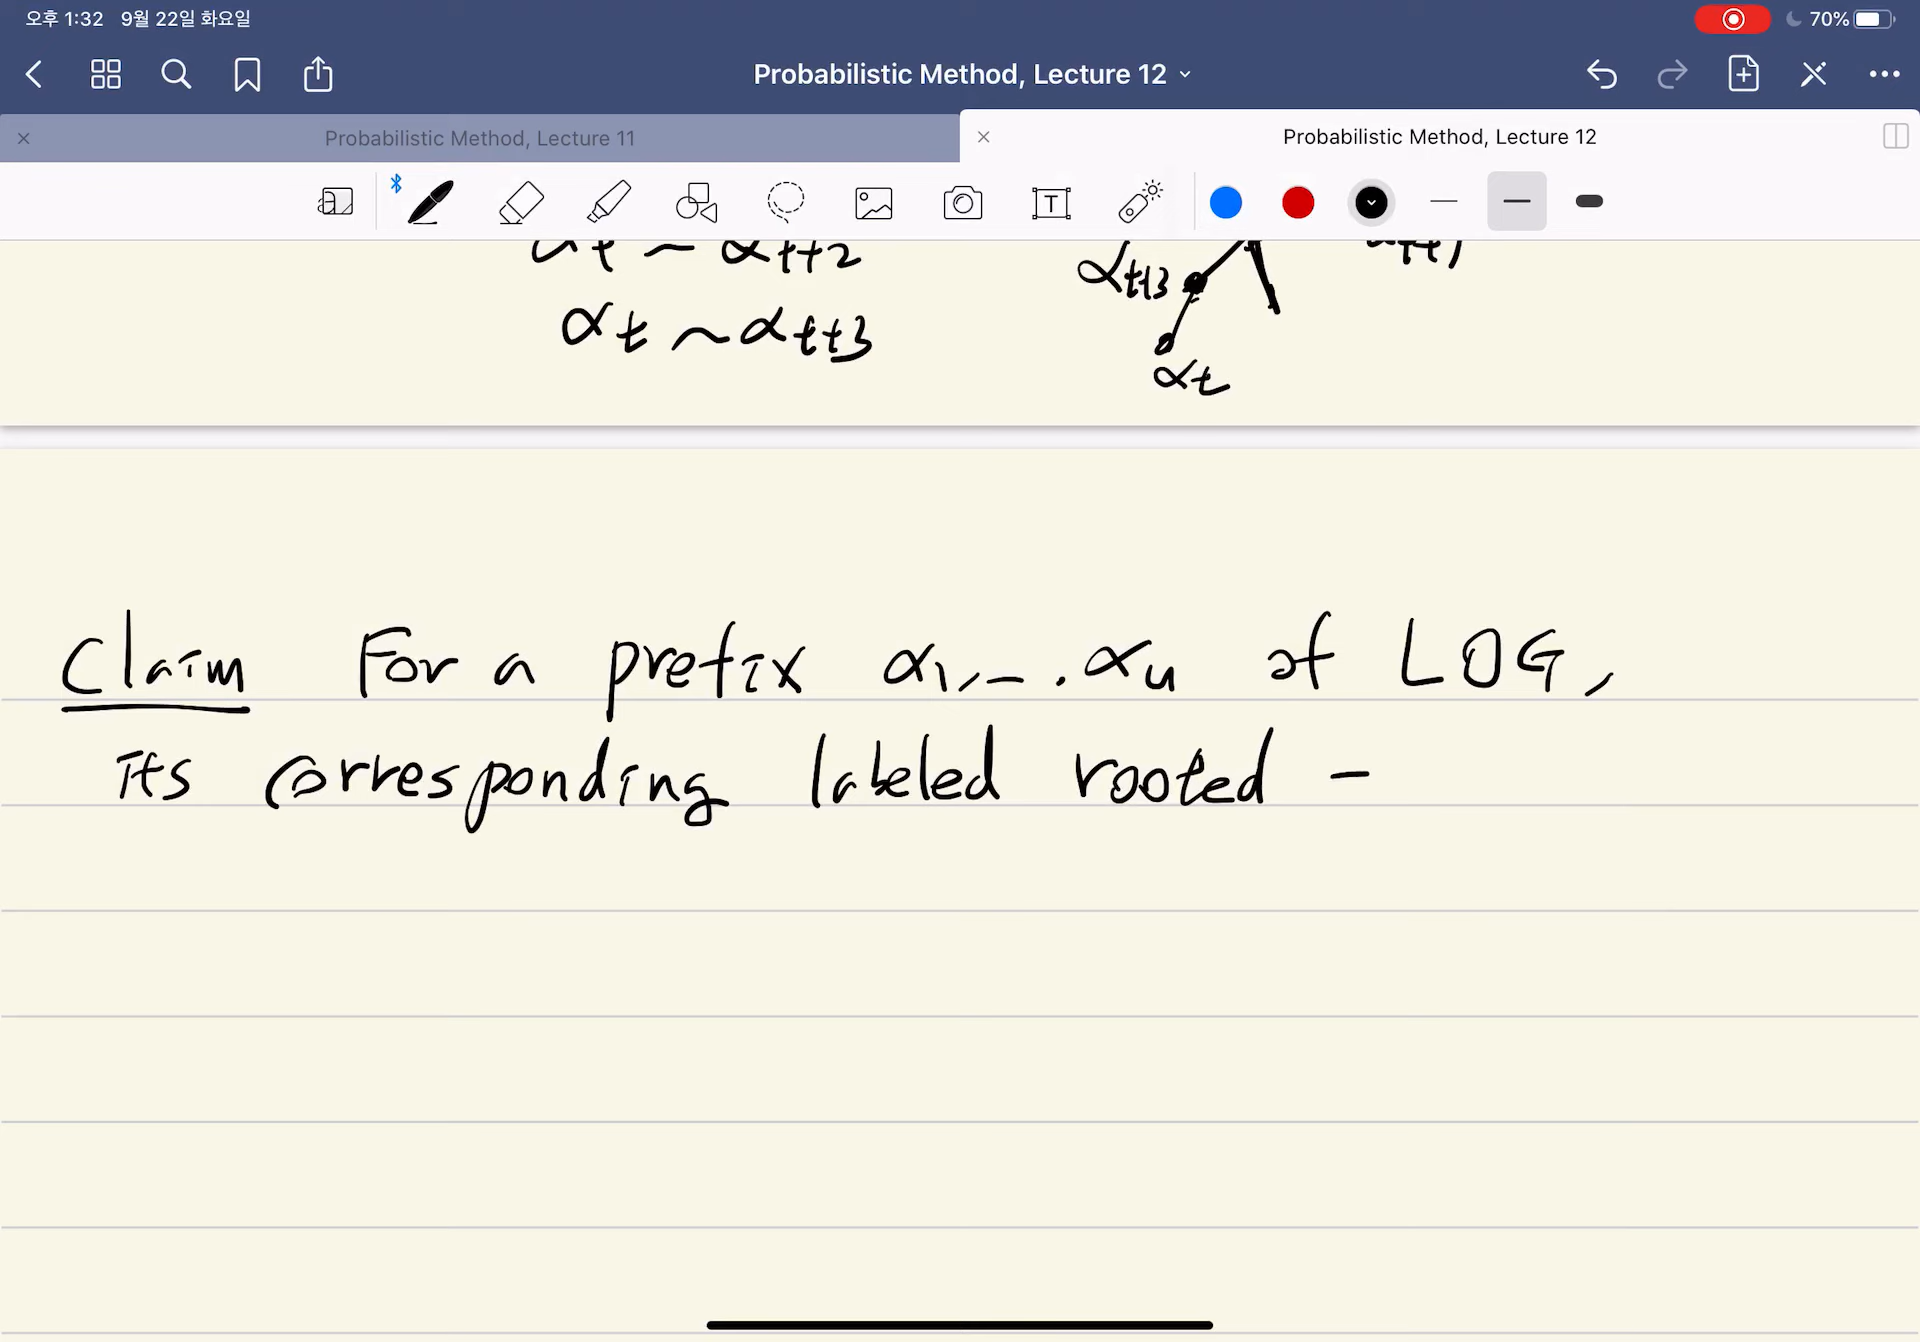 오후 1:32 9월 22일 화요일
70%
Probabilistic Method, Lecture 12
Probabilistic Method, Lecture 11
Probabilistic Method, Lecture 12
T
αt ~ αt+2
αt+3
αt ~ αt+3
αt
Claim For a prefix α1, – . αu of LOG,
its corresponding labeled rooted –